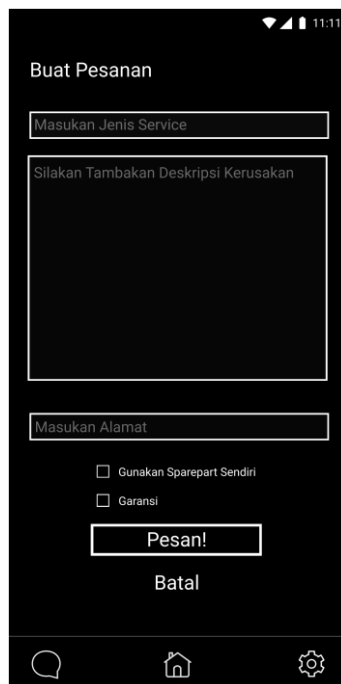 11:11
Buat Pesanan
Masukan Jenis Service
Silakan Tambakan Deskripsi Kerusakan
Masukan Alamat
Gunakan Sparepart Sendiri
Garansi
Pesan!
Batal